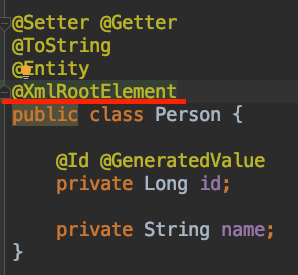 @Setter @Getter
@ToString
@Entity
@XmlRootElement
public class Person {
@Id @GeneratedValue
private Long id;
private String name;
}